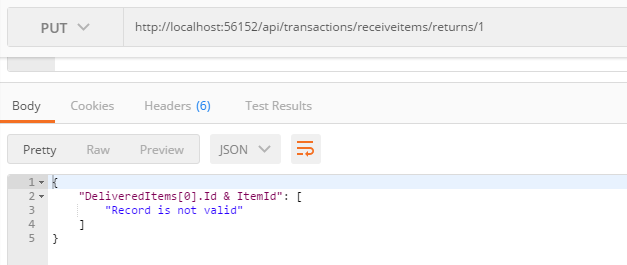 PUT http://localhost:56152/api/transactions/receiveitems/returns/1
Body Cookies Headers (6) Test Results
Pretty Raw Preview JSON
1 {
2 "DeliveredItems[0].Id & ItemId": [
3 "Record is not valid"
4 ]
5 }